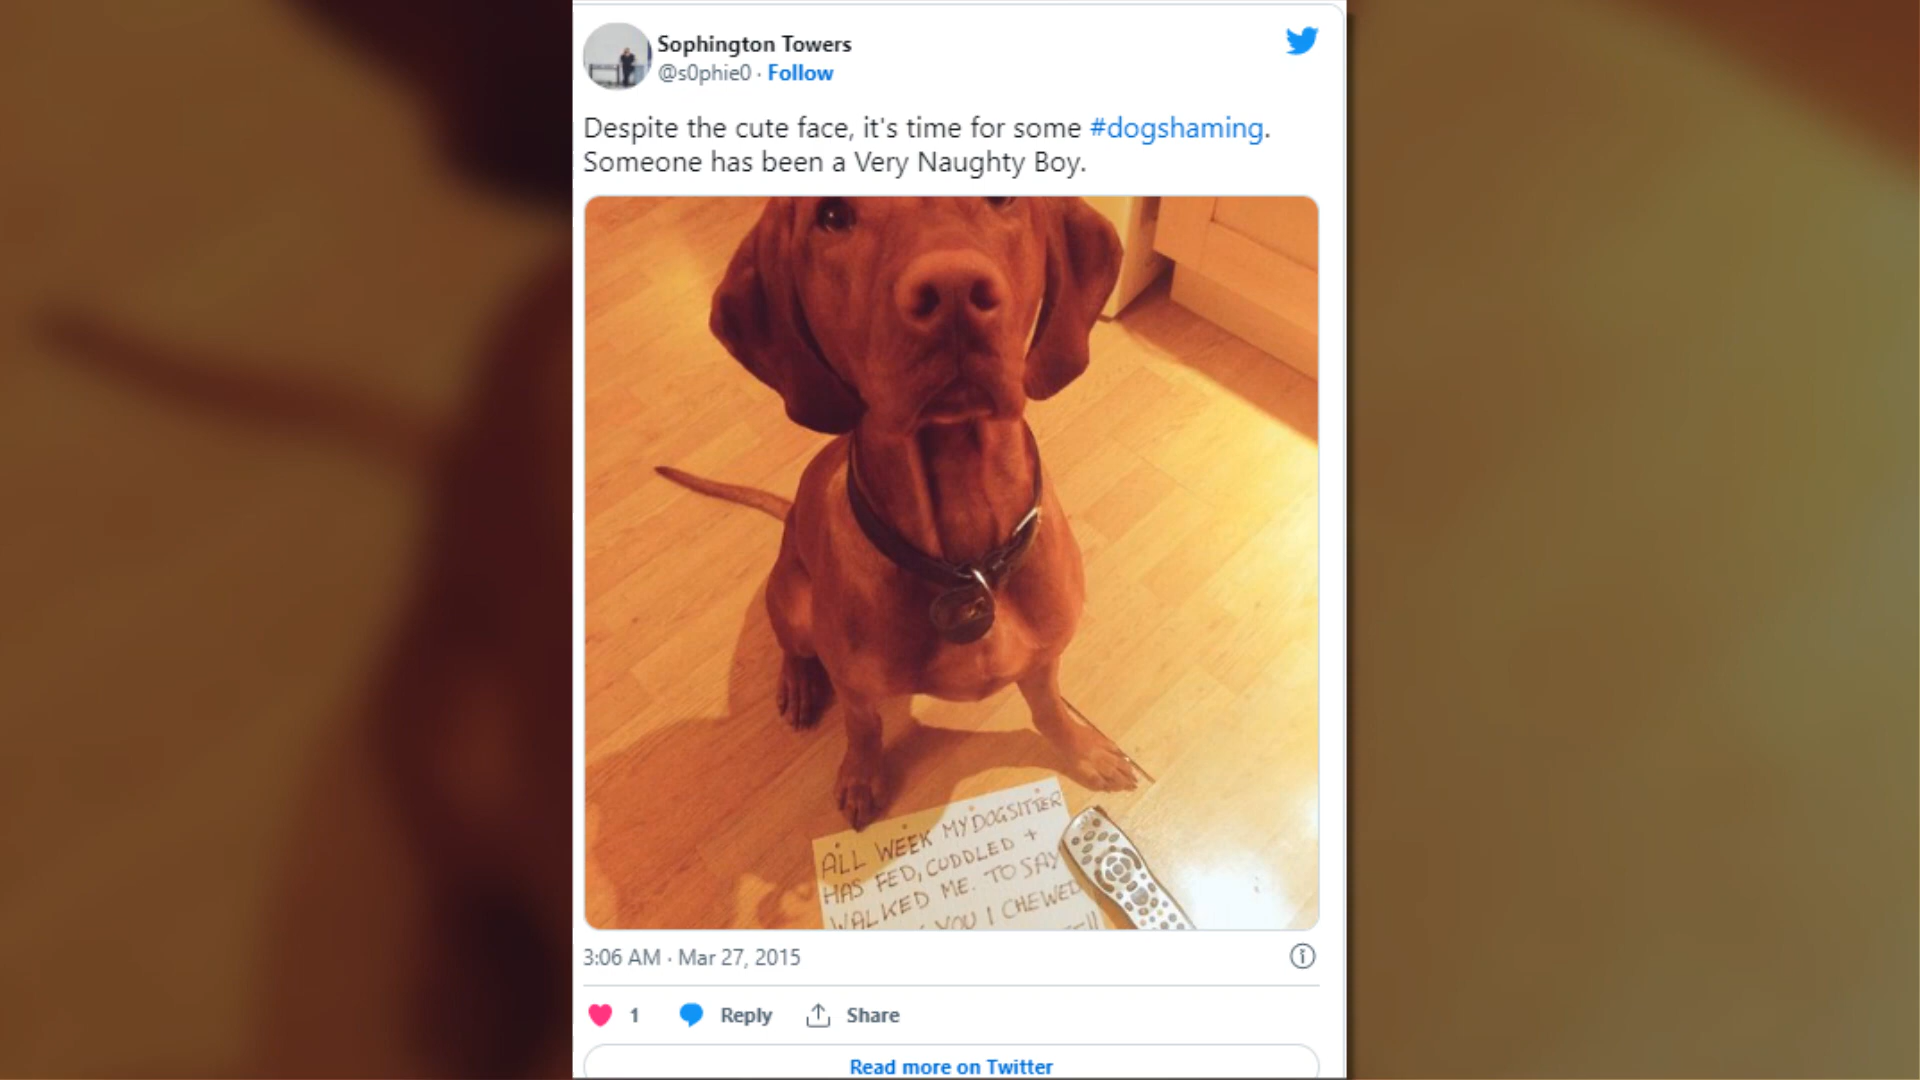 Sophington Towers
@s0phie0 · Follow
Despite the cute face, it's time for some #dogshaming.
Someone has been a Very Naughty Boy.
ALL WEEK MY DOGSITTER
HAS FED, CUDDLED +
WALKED ME. TO SAY
YOU I CHEWED
3:06 AM · Mar 27, 2015
1 Reply Share
Read more on Twitter